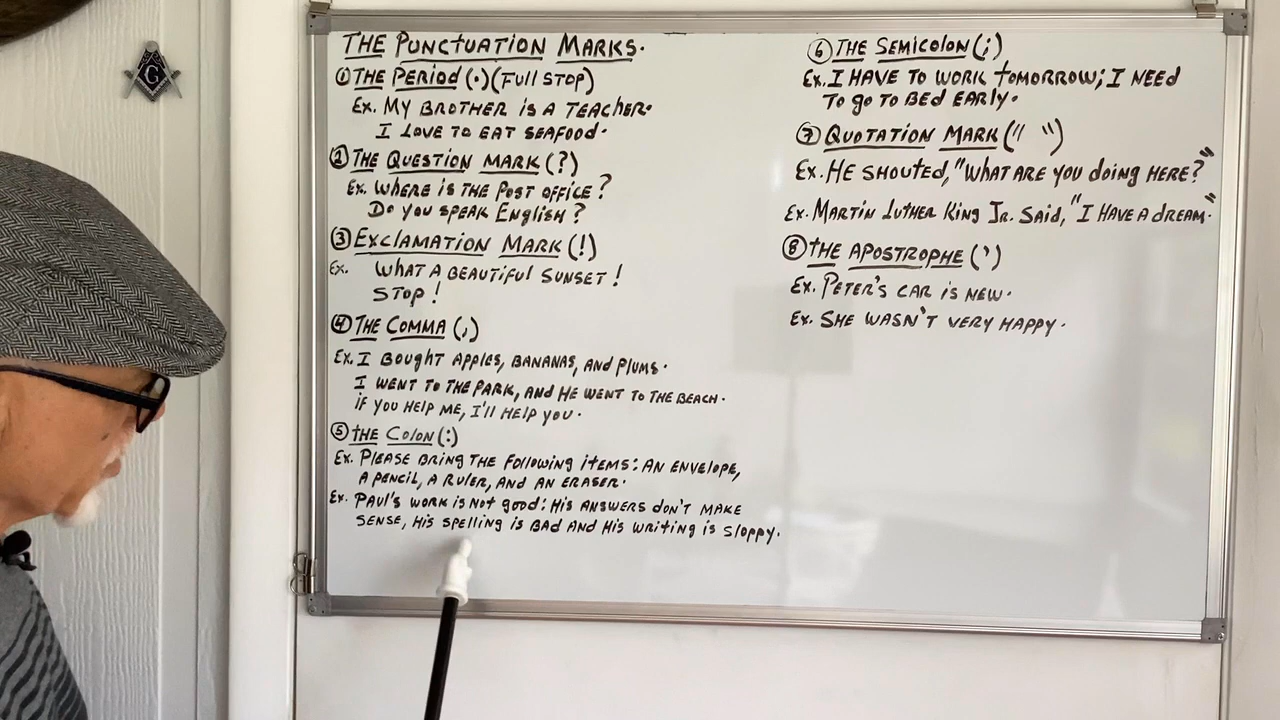 G
THE PUNCTUATION MARKS.
① THE PERIOD (.) (FULL STOP)
Ex. MY BROTHER IS A TEACHER.
I LOVE TO EAT SEAFOOD.
② THE QUESTION MARK (?)
Ex. WHERE IS THE POST OFFICE?
DO YOU SPEAK ENGLISH?
③ EXCLAMATION MARK (!)
Ex. WHAT A BEAUTIFUL SUNSET!
STOP!
④ THE COMMA (,)
Ex. I BOUGHT APPLES, BANANAS, AND PLUMS.
I WENT TO THE PARK, AND HE WENT TO THE BEACH.
IF YOU HELP ME, I'LL HELP YOU.
⑤ THE COLON (:)
Ex. PLEASE BRING THE FOLLOWING ITEMS: AN ENVELOPE,
A PENCIL, A RULER, AND AN ERASER.
Ex. PAUL'S WORK IS NOT GOOD: HIS ANSWERS DON'T MAKE
SENSE, HIS SPELLING IS BAD AND HIS WRITING IS SLOPPY.
⑥ THE SEMICOLON (;)
Ex. I HAVE TO WORK TOMORROW; I NEED
TO GO TO BED EARLY.
⑦ QUOTATION MARK (" ")
Ex. HE SHOUTED, "WHAT ARE YOU DOING HERE?"
Ex. MARTIN LUTHER KING JR. SAID, "I HAVE A DREAM."
⑧ THE APOSTROPHE (')
Ex. PETER'S CAR IS NEW.
Ex. SHE WASN'T VERY HAPPY.